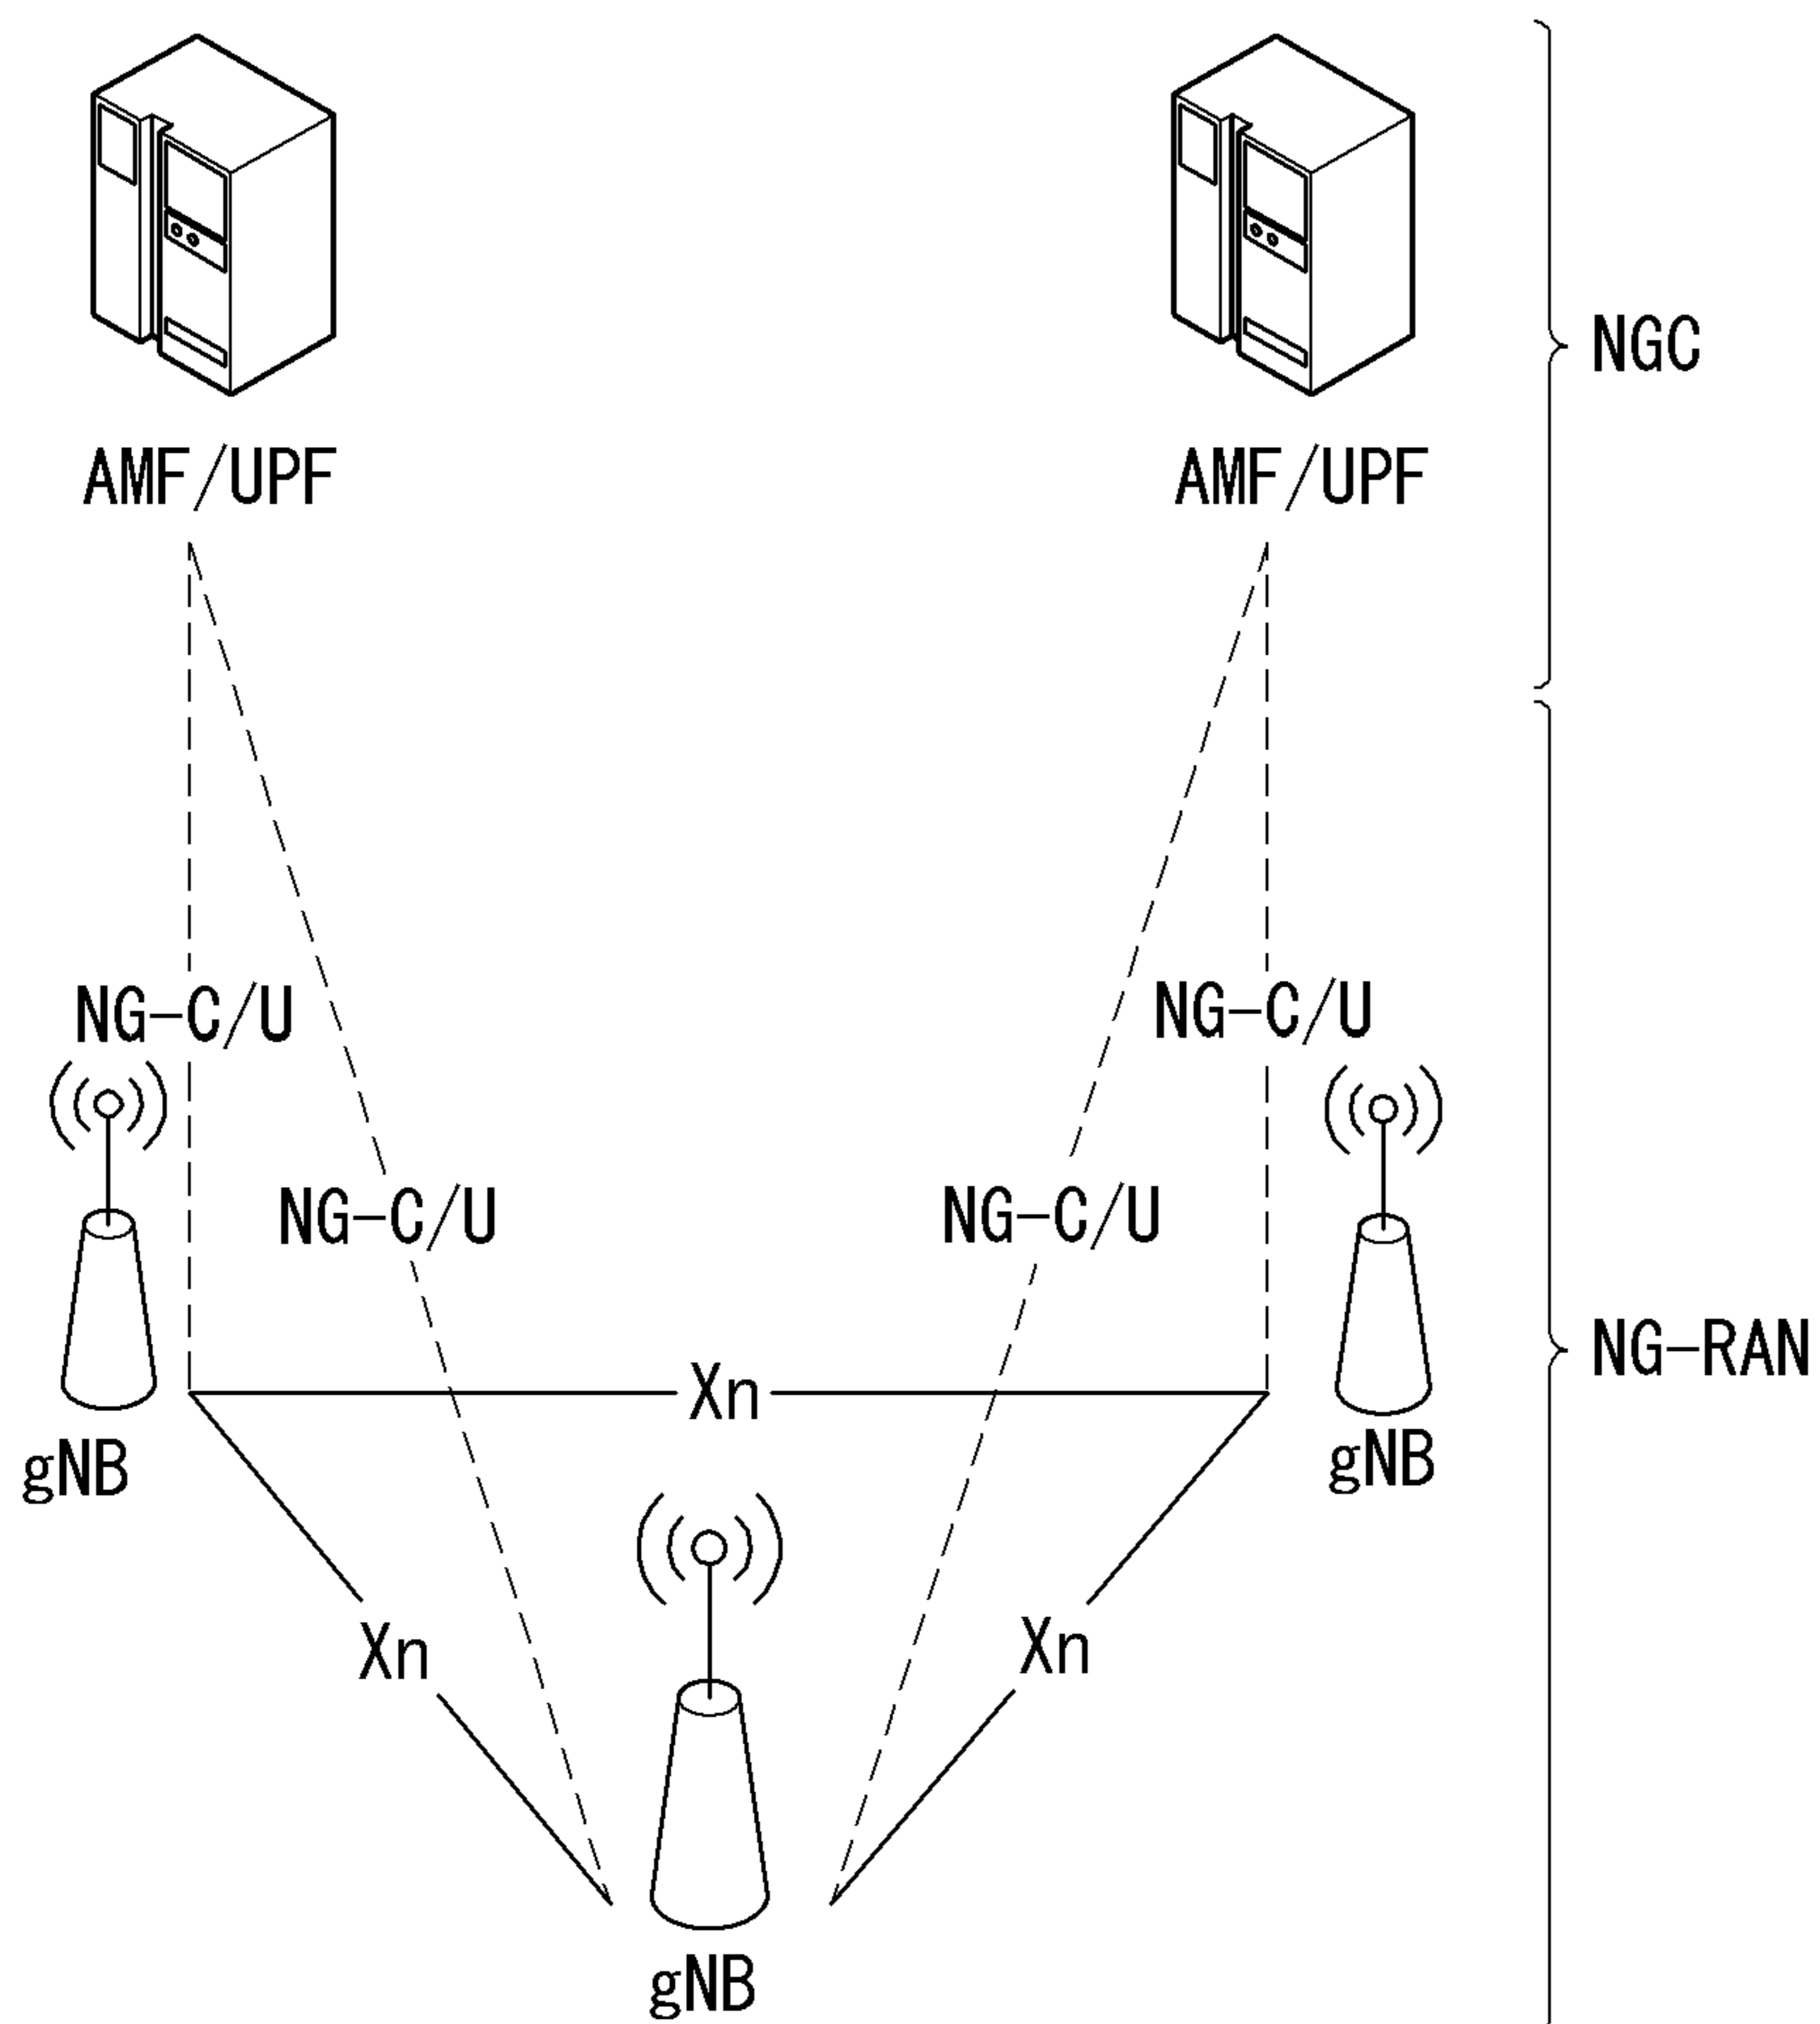 NGC
AMF/UPF
AMF/UPF
NG-C/U
NG-C/U
NG-C/U
NG-C/U
NG-RAN
Xn
gNB
gNB
Xn
Xn
gNB